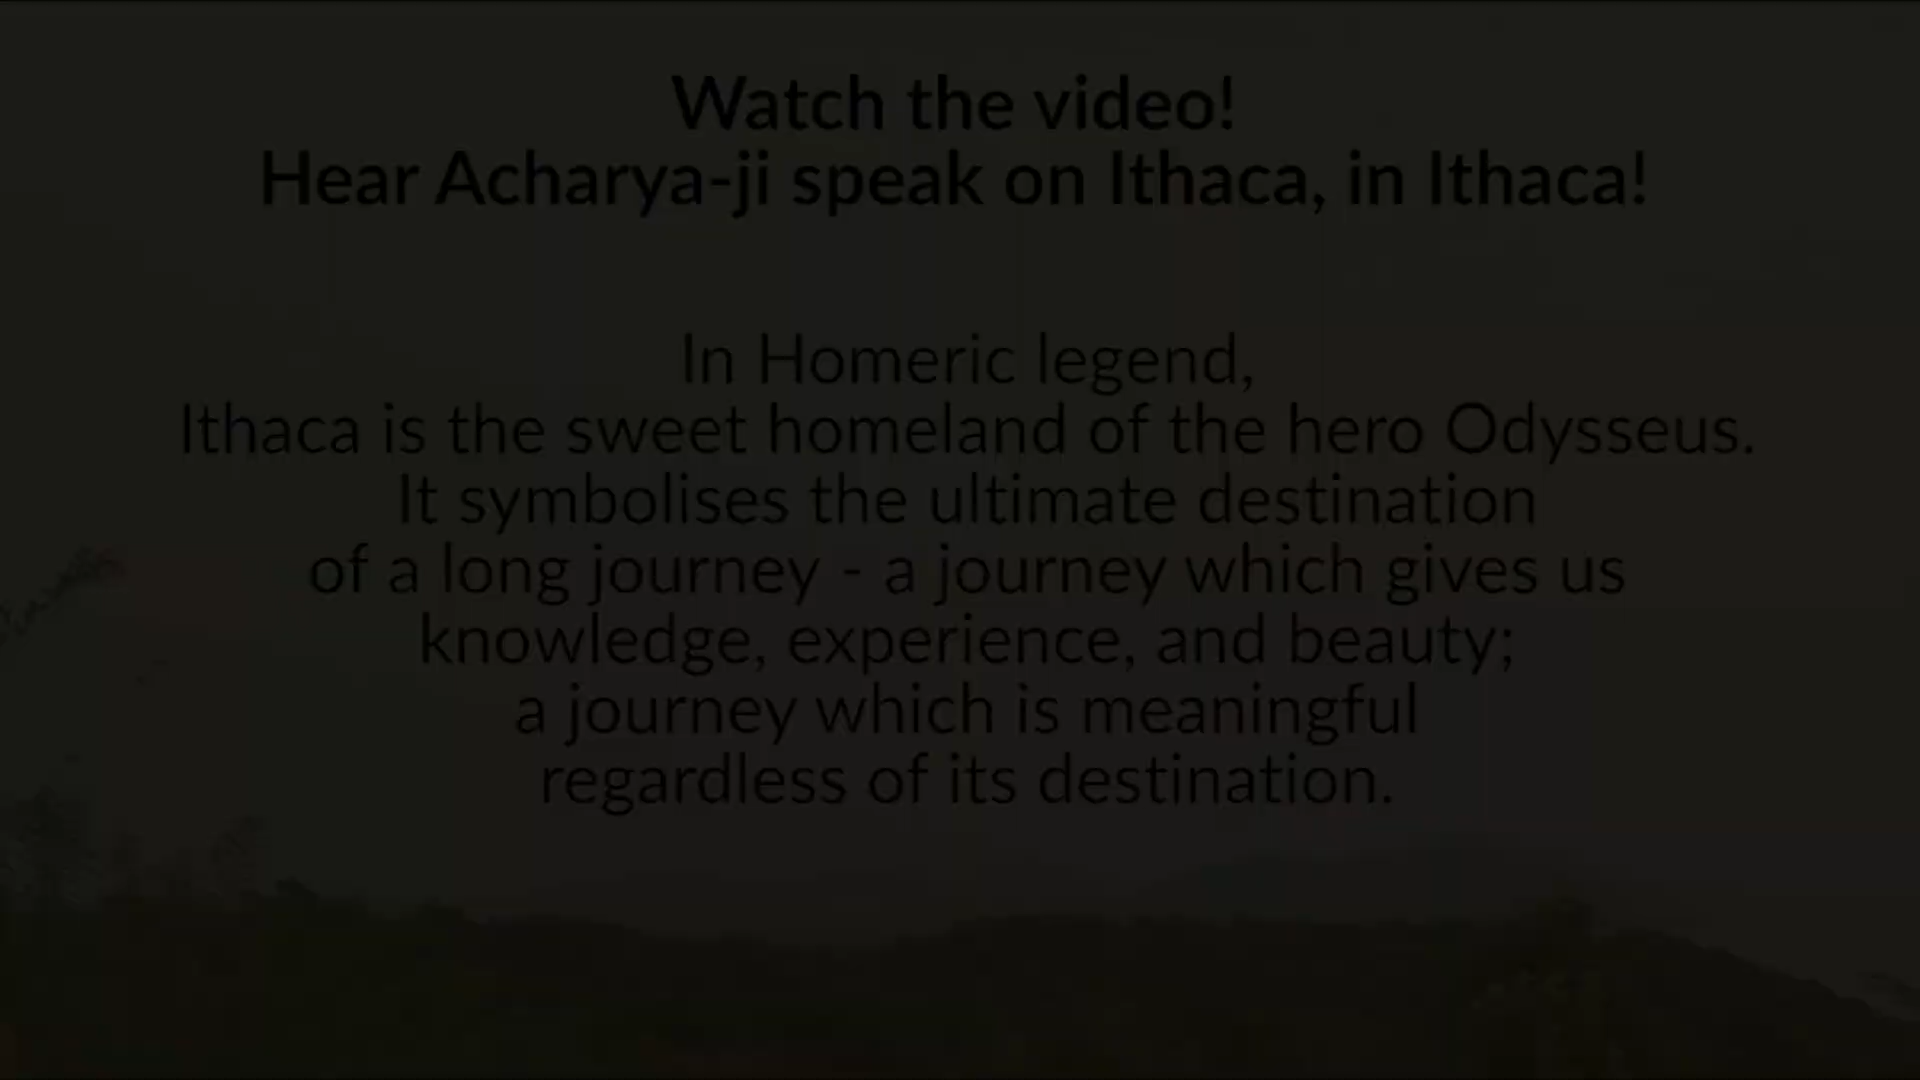 Watch the video!
Hear Acharya-ji speak on Ithaca, in Ithaca!
In Homeric legend,
Ithaca is the sweet homeland of the hero Odysseus.
It symbolises the ultimate destination
of a long journey - a journey which gives us
knowledge, experience, and beauty;
a journey which is meaningful
regardless of its destination.